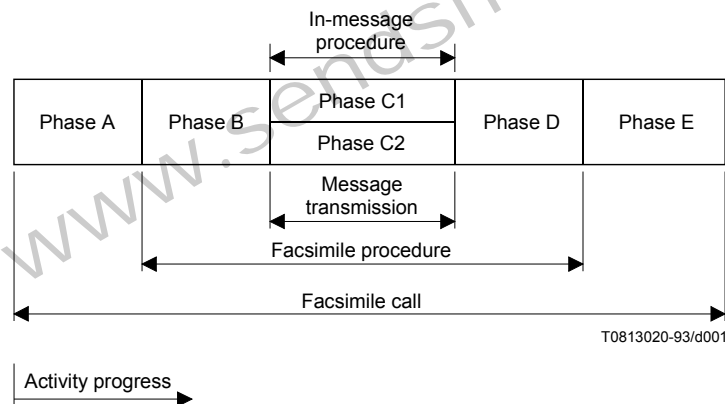 In-message
procedure
Phase A
Phase B
Phase C1
Phase C2
Phase D
Phase E
Message
transmission
Facsimile procedure
Facsimile call
T0813020-93/d001
Activity progress